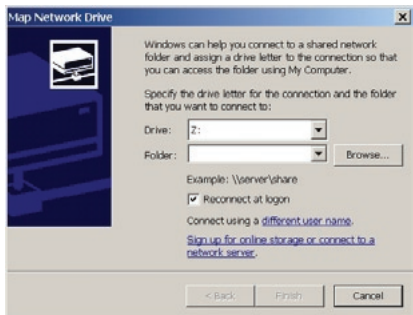 Map Network Drive
Windows can help you connect to a shared network
folder and assign a drive letter to the connection so that
you can access the folder using My Computer.
Specify the drive letter for the connection and the folder
that you want to connect to:
Drive: Z:
Folder: Browse...
Example: \\server\share
Reconnect at logon
Connect using a different user name.
Sign up for online storage or connect to a
network server.
< Back Finish Cancel